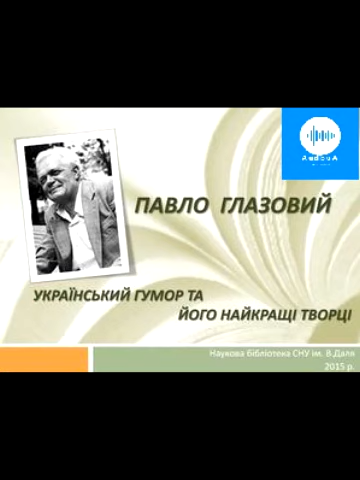 ПАВЛО ГЛАЗОВИЙ
УКРАЇНСЬКИЙ ГУМОР ТА
ЙОГО НАЙКРАЩІ ТВОРЦІ
Наукова бібліотека СНУ ім. В.Даля
2015 р.